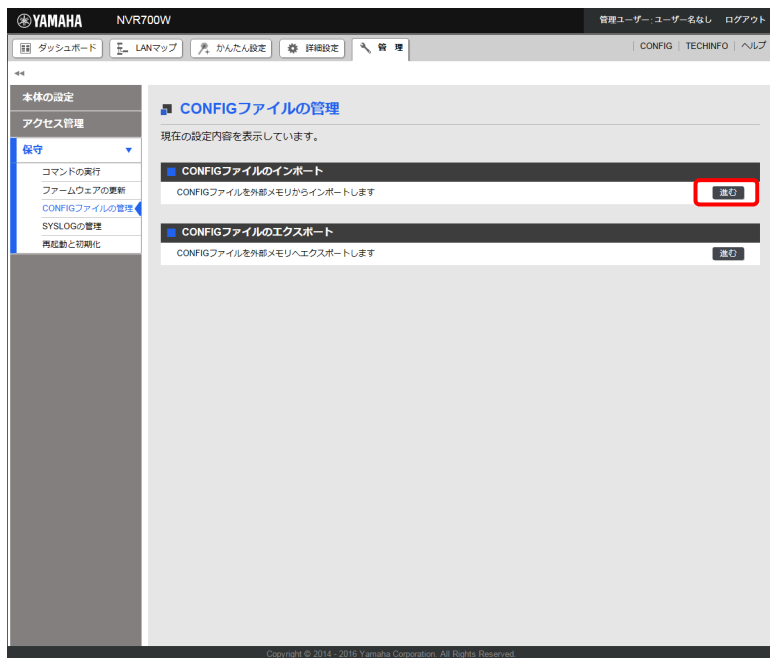 YAMAHA NVR700W 管理ユーザー:ユーザー名なし ログアウト
ダッシュボード LANマップ かんたん設定 詳細設定 管 理 CONFIG | TECHINFO | ヘルプ
◂◂
本体の設定
アクセス管理
保守 ▼
コマンドの実行
ファームウェアの更新
CONFIGファイルの管理
SYSLOGの管理
再起動と初期化
CONFIGファイルの管理
現在の設定内容を表示しています。
CONFIGファイルのインポート
CONFIGファイルを外部メモリからインポートします 進む
CONFIGファイルのエクスポート
CONFIGファイルを外部メモリへエクスポートします 進む
Copyright © 2014 - 2016 Yamaha Corporation. All Rights Reserved.